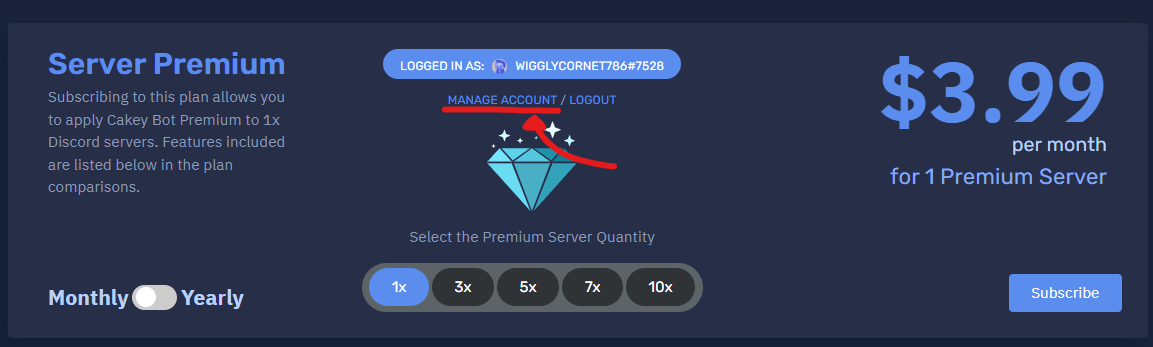 Server Premium
Subscribing to this plan allows you
to apply Cakey Bot Premium to 1x
Discord servers. Features included
are listed below in the plan
comparisons.
Monthly Yearly
LOGGED IN AS: WIGGLYCORNET786#7528
MANAGE ACCOUNT / LOGOUT
Select the Premium Server Quantity
1x 3x 5x 7x 10x
$3.99
per month
for 1 Premium Server
Subscribe